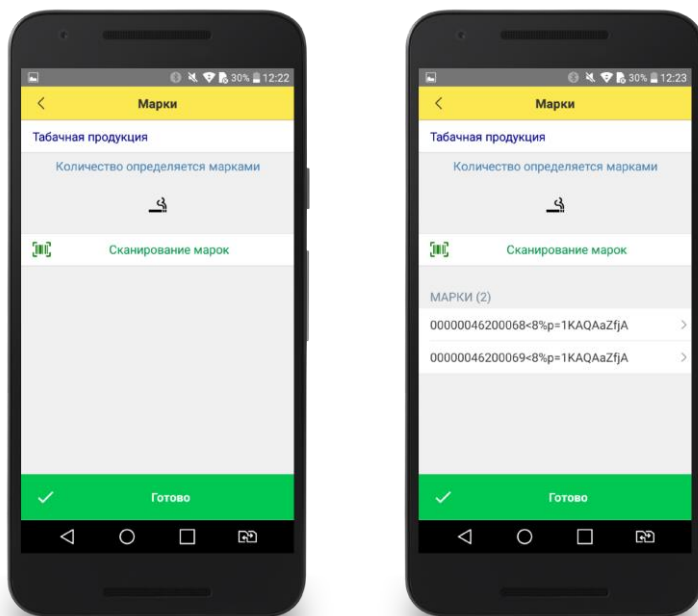 30% 12:22
Марки
Табачная продукция
Количество определяется марками
Сканирование марок
Готово
30% 12:23
Марки
Табачная продукция
Количество определяется марками
Сканирование марок
МАРКИ (2)
00000046200068<8%p=1KAQAaZfjA
00000046200069<8%p=1KAQAaZfjA
Готово